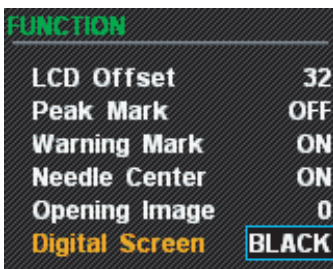 FUNCTION
LCD Offset 32
Peak Mark OFF
Warning Mark ON
Needle Center ON
Opening Image 0
Digital Screen BLACK